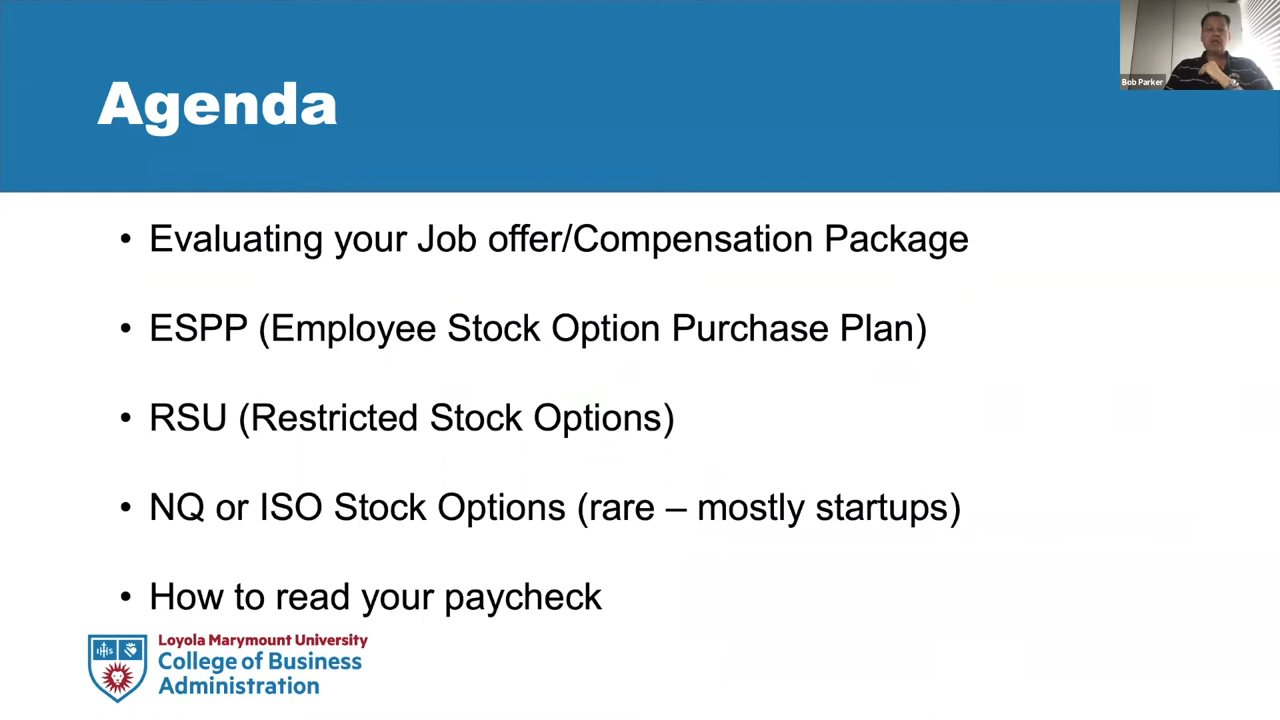 Agenda
Bob Parker
• Evaluating your Job offer/Compensation Package
• ESPP (Employee Stock Option Purchase Plan)
• RSU (Restricted Stock Options)
• NQ or ISO Stock Options (rare – mostly startups)
• How to read your paycheck
IHS
Loyola Marymount University
College of Business
Administration